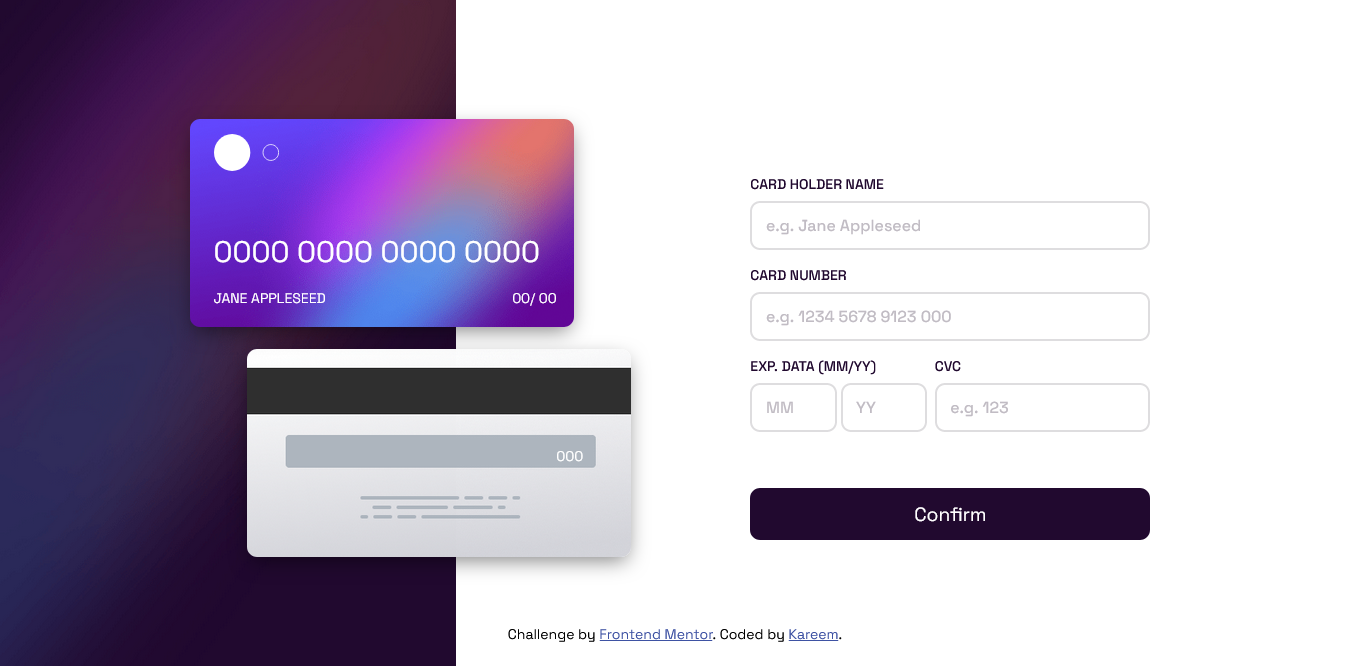 0000 0000 0000 0000
JANE APPLESEED 00/ 00
000
CARD HOLDER NAME
e.g. Jane Appleseed
CARD NUMBER
e.g. 1234 5678 9123 000
EXP. DATA (MM/YY) CVC
MM YY e.g. 123
Confirm
Challenge by Frontend Mentor. Coded by Kareem.